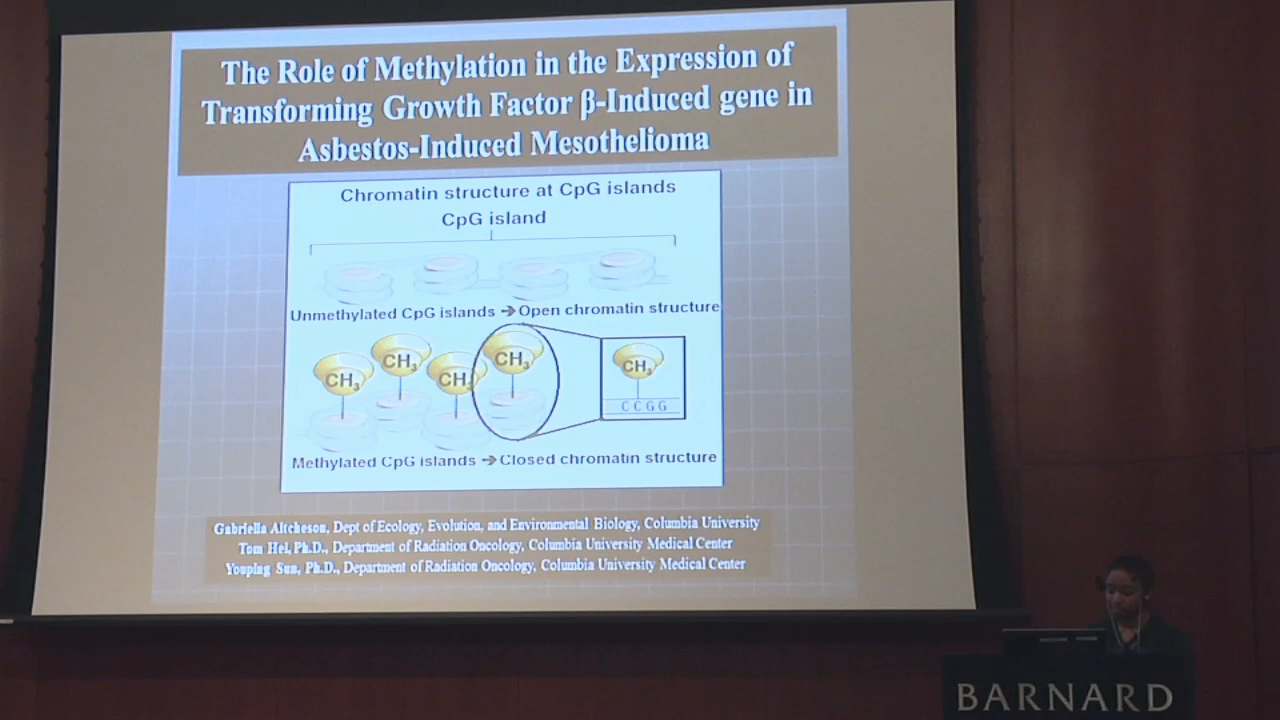 The Role of Methylation in the Expression of
Transforming Growth Factor β-Induced gene in
Asbestos-Induced Mesothelioma
Chromatin structure at CpG islands
CpG island
Unmethylated CpG islands ➔ Open chromatin structure
CH₃ CH₃ CH₃ CH₃ CH₃
CCGG
Methylated CpG islands ➔ Closed chromatin structure
Gabriella Aitcheson, Dept of Ecology, Evolution, and Environmental Biology, Columbia University
Tom Hei, Ph.D., Department of Radiation Oncology, Columbia University Medical Center
Youping Sun, Ph.D., Department of Radiation Oncology, Columbia University Medical Center
BARNARD